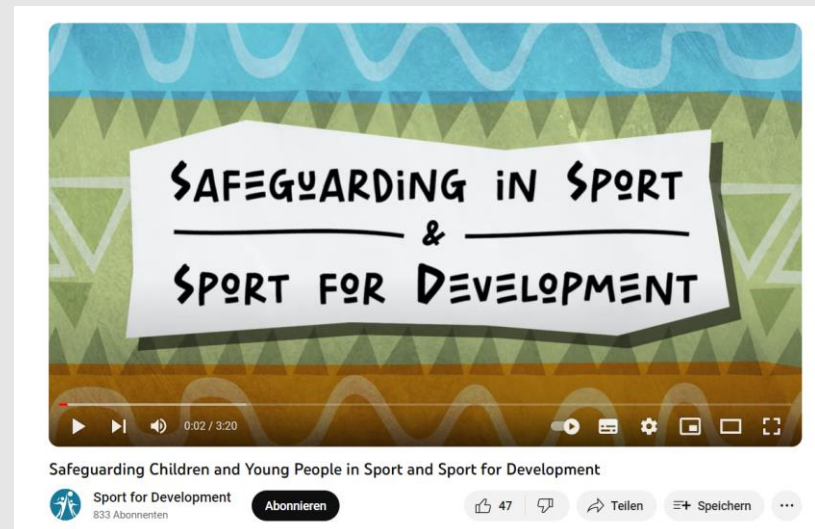 SAFEGUARDiNG iN SPORT
&
SPORT FOR DEVELOPMENT
0:02 / 3:20
Safeguarding Children and Young People in Sport and Sport for Development
Sport for Development
833 Abonnenten
Abonnieren
47
Teilen
Speichern